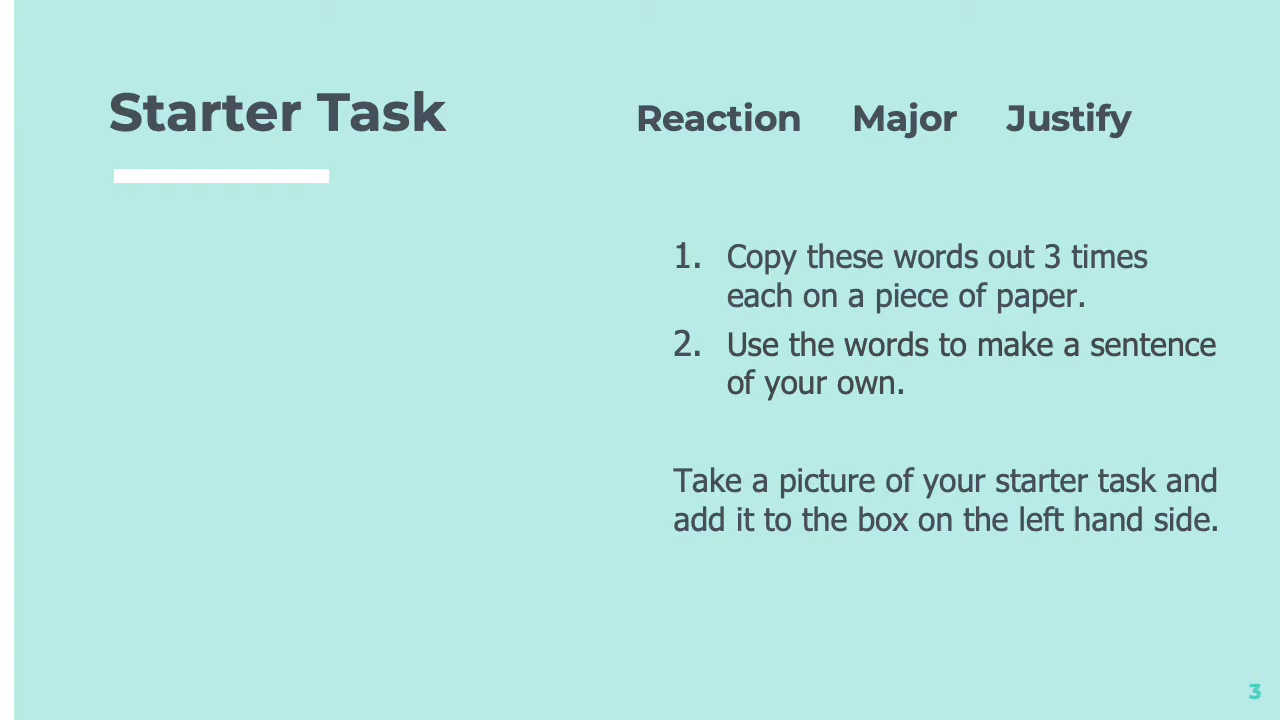 Starter Task
Reaction Major Justify
1. Copy these words out 3 times
each on a piece of paper.
2. Use the words to make a sentence
of your own.
Take a picture of your starter task and
add it to the box on the left hand side.
3